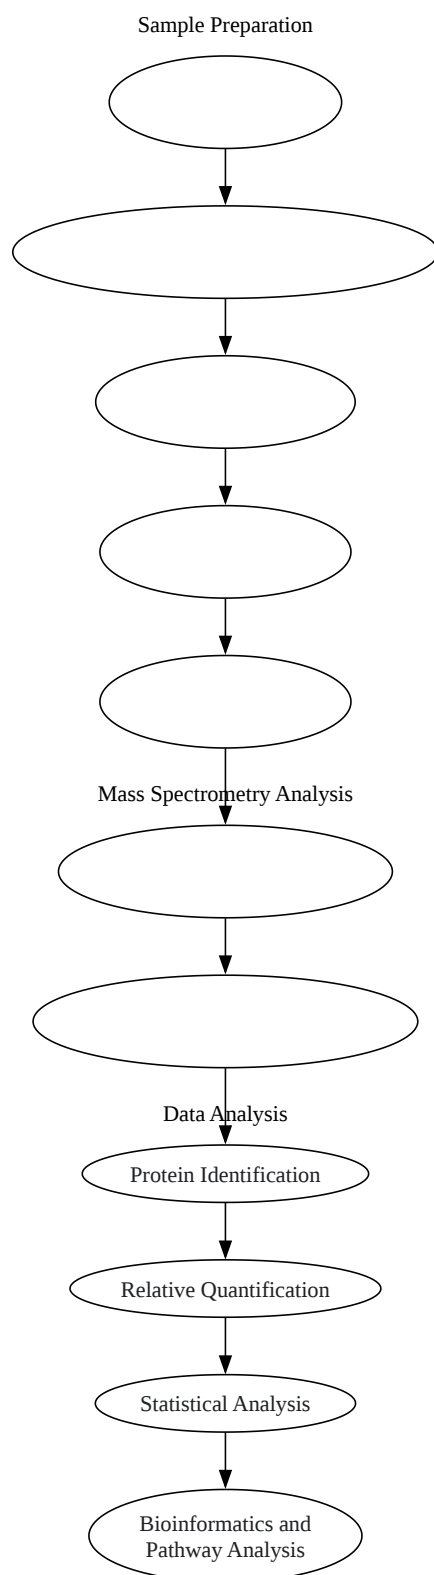 Sample Preparation
Mass Spectrometry Analysis
Data Analysis
Protein Identification
Relative Quantification
Statistical Analysis
Bioinformatics and
Pathway Analysis